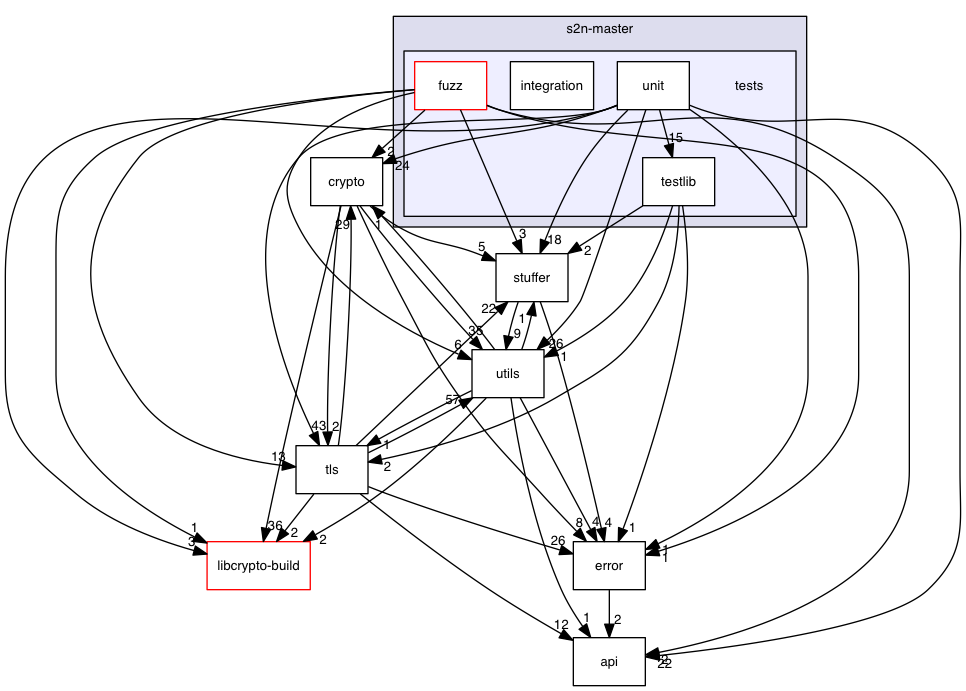 s2n-master
fuzz
integration
unit
tests
15
2
24
crypto
testlib
29
1
5
3
18
2
stuffer
22
1
9
35
6
26
1
utils
57
43
2
1
13
2
tls
36
2
2
1
3
8
4
4
1
26
1
libcrypto-build
error
12
1
2
api
22